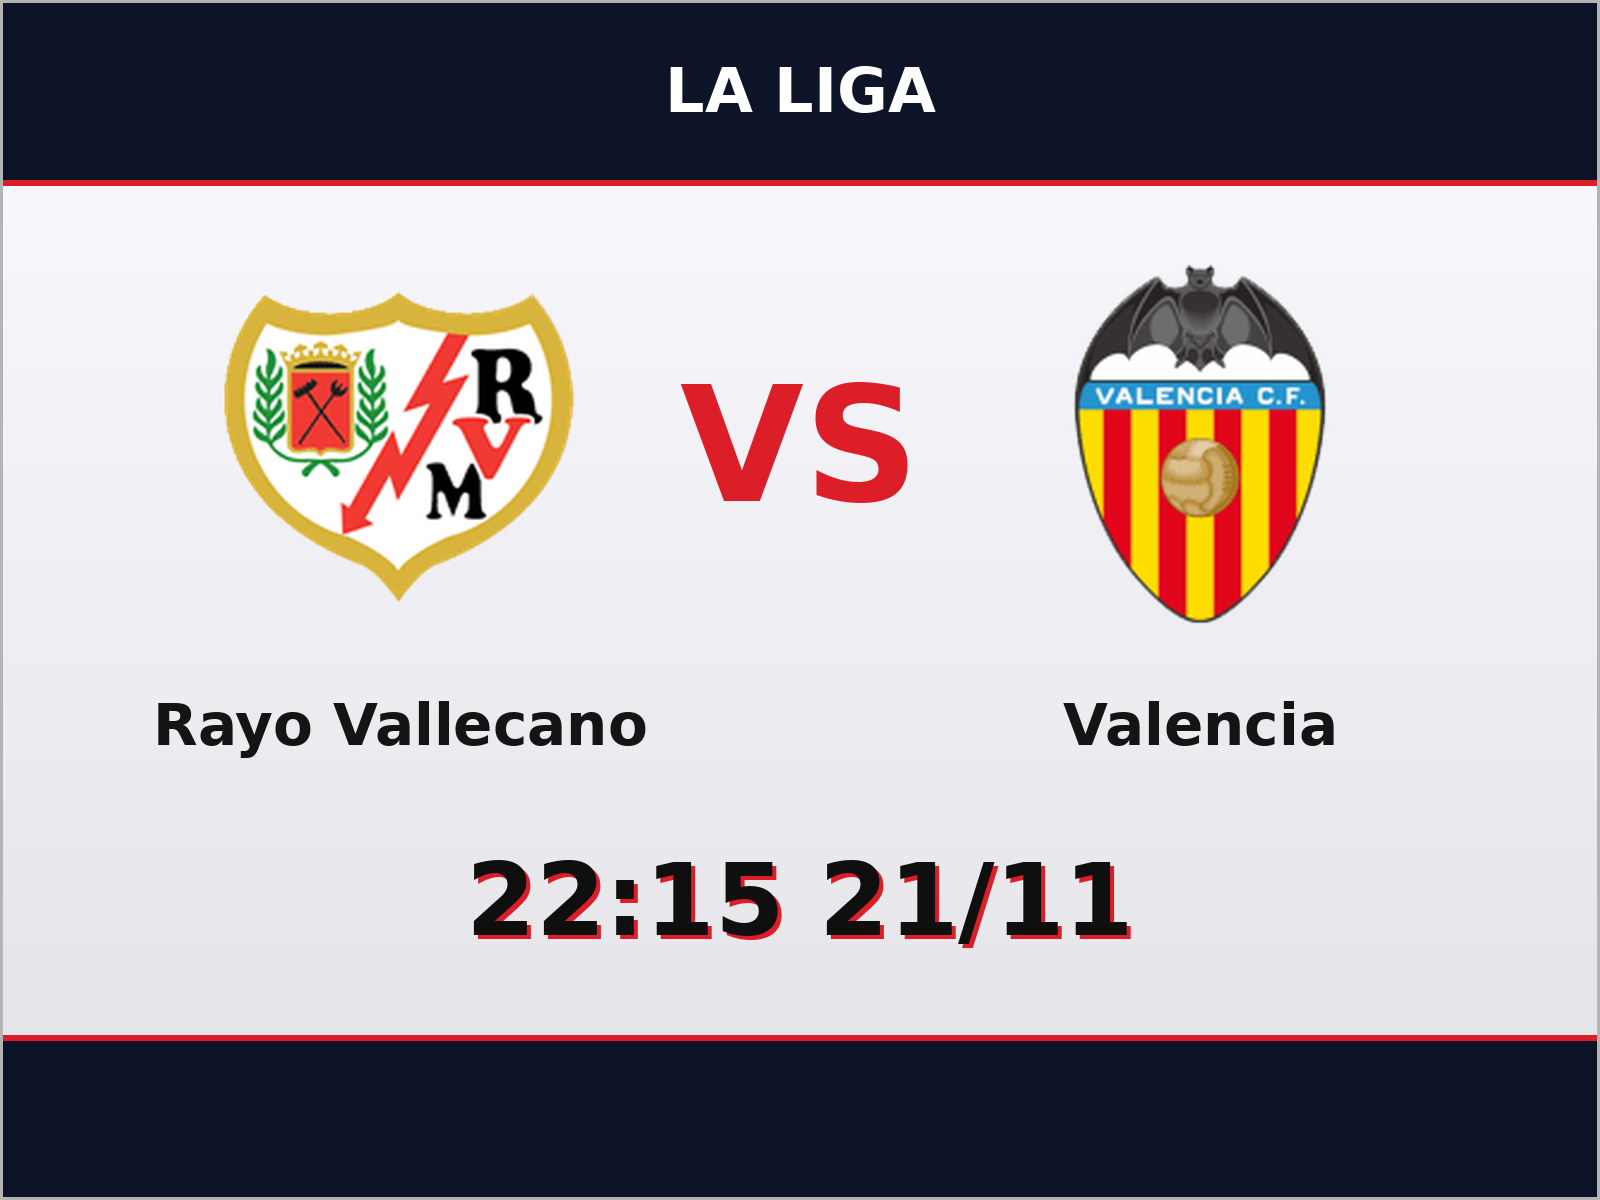 LA LIGA
R
V
M
VS
VALENCIA C.F.
Rayo Vallecano
Valencia
22:15 21/11